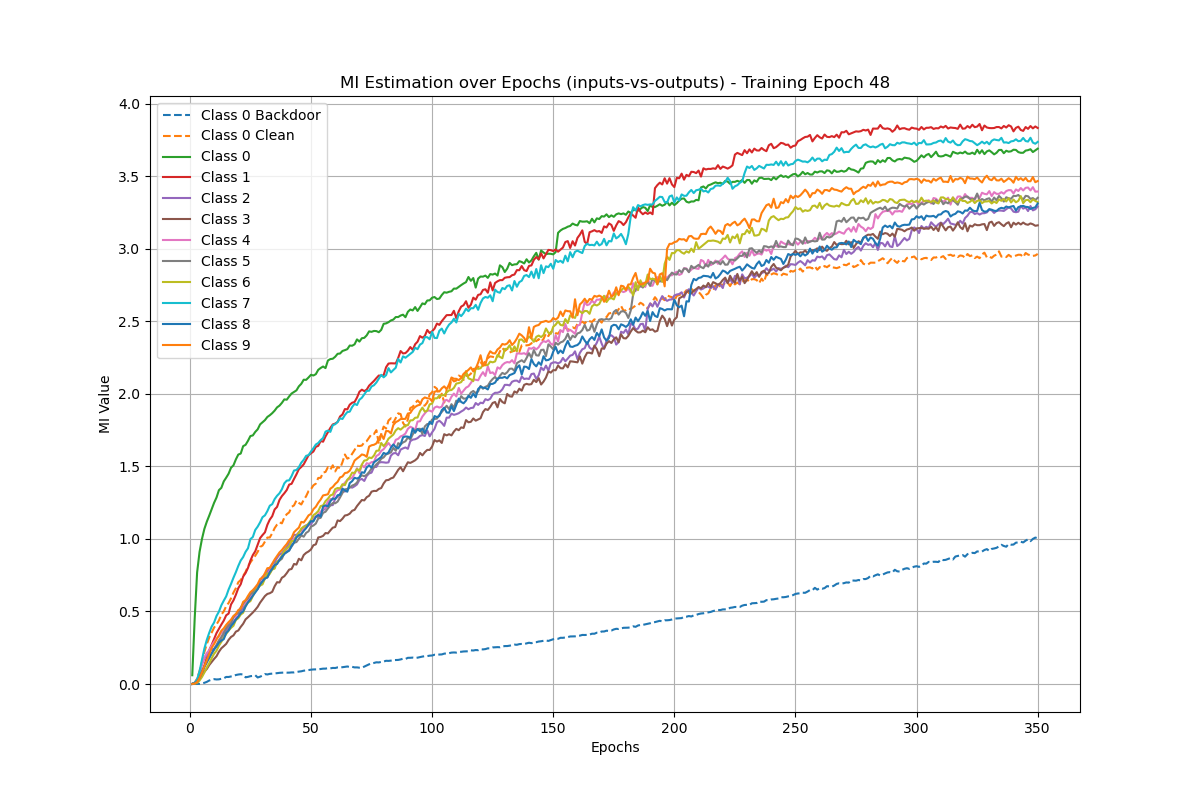 MI Estimation over Epochs (inputs-vs-outputs) - Training Epoch 48
4.0
3.5
3.0
2.5
2.0
1.5
1.0
0.5
0.0
MI Value
Class 0 Backdoor
Class 0 Clean
Class 0
Class 1
Class 2
Class 3
Class 4
Class 5
Class 6
Class 7
Class 8
Class 9
0 50 100 150 200 250 300 350
Epochs